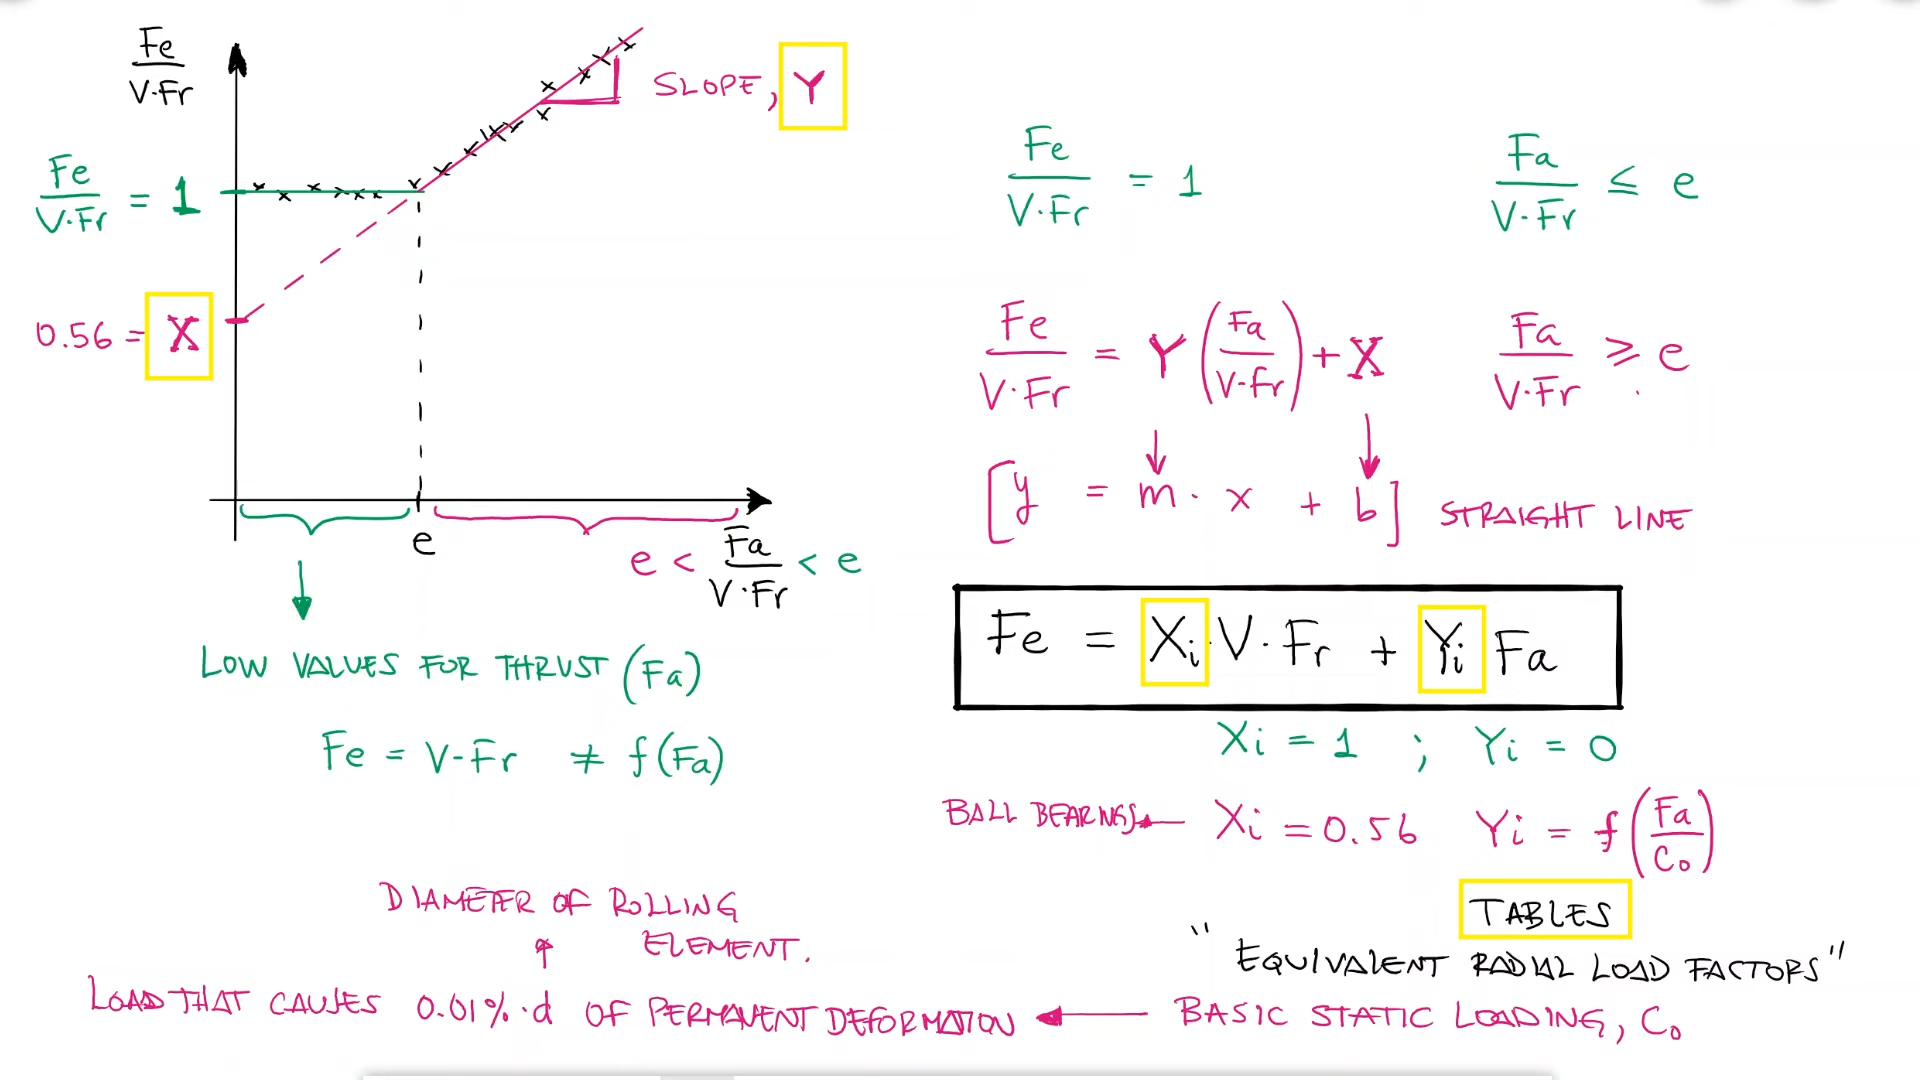 Fe
V·Fr
SLOPE, Y
Fe
V·Fr
= 1
0.56 = X
e
e < Fa
V·Fr
< e
LOW VALUES FOR THRUST (Fa)
Fe = V-Fr ≠ f(Fa)
Fe
V·Fr
= 1
Fa
V·Fr
≤ e
Fe
V·Fr
= Y (Fa
V-Fr
) + X
Fa
V·Fr
≥ e
[y = m · x + b] STRAIGHT LINE
Fe = Xi·V·Fr + Yi Fa
Xi = 1 ; Yi = 0
BALL BEARINGS
Xi = 0.56 Yi = f (Fa
Co
)
TABLES
"EQUIVALENT RADIAL LOAD FACTORS"
DIAMETER OF ROLLING
ELEMENT.
LOAD THAT CAUSES 0.01%·d OF PERMANENT DEFORMATION ← BASIC STATIC LOADING, Co